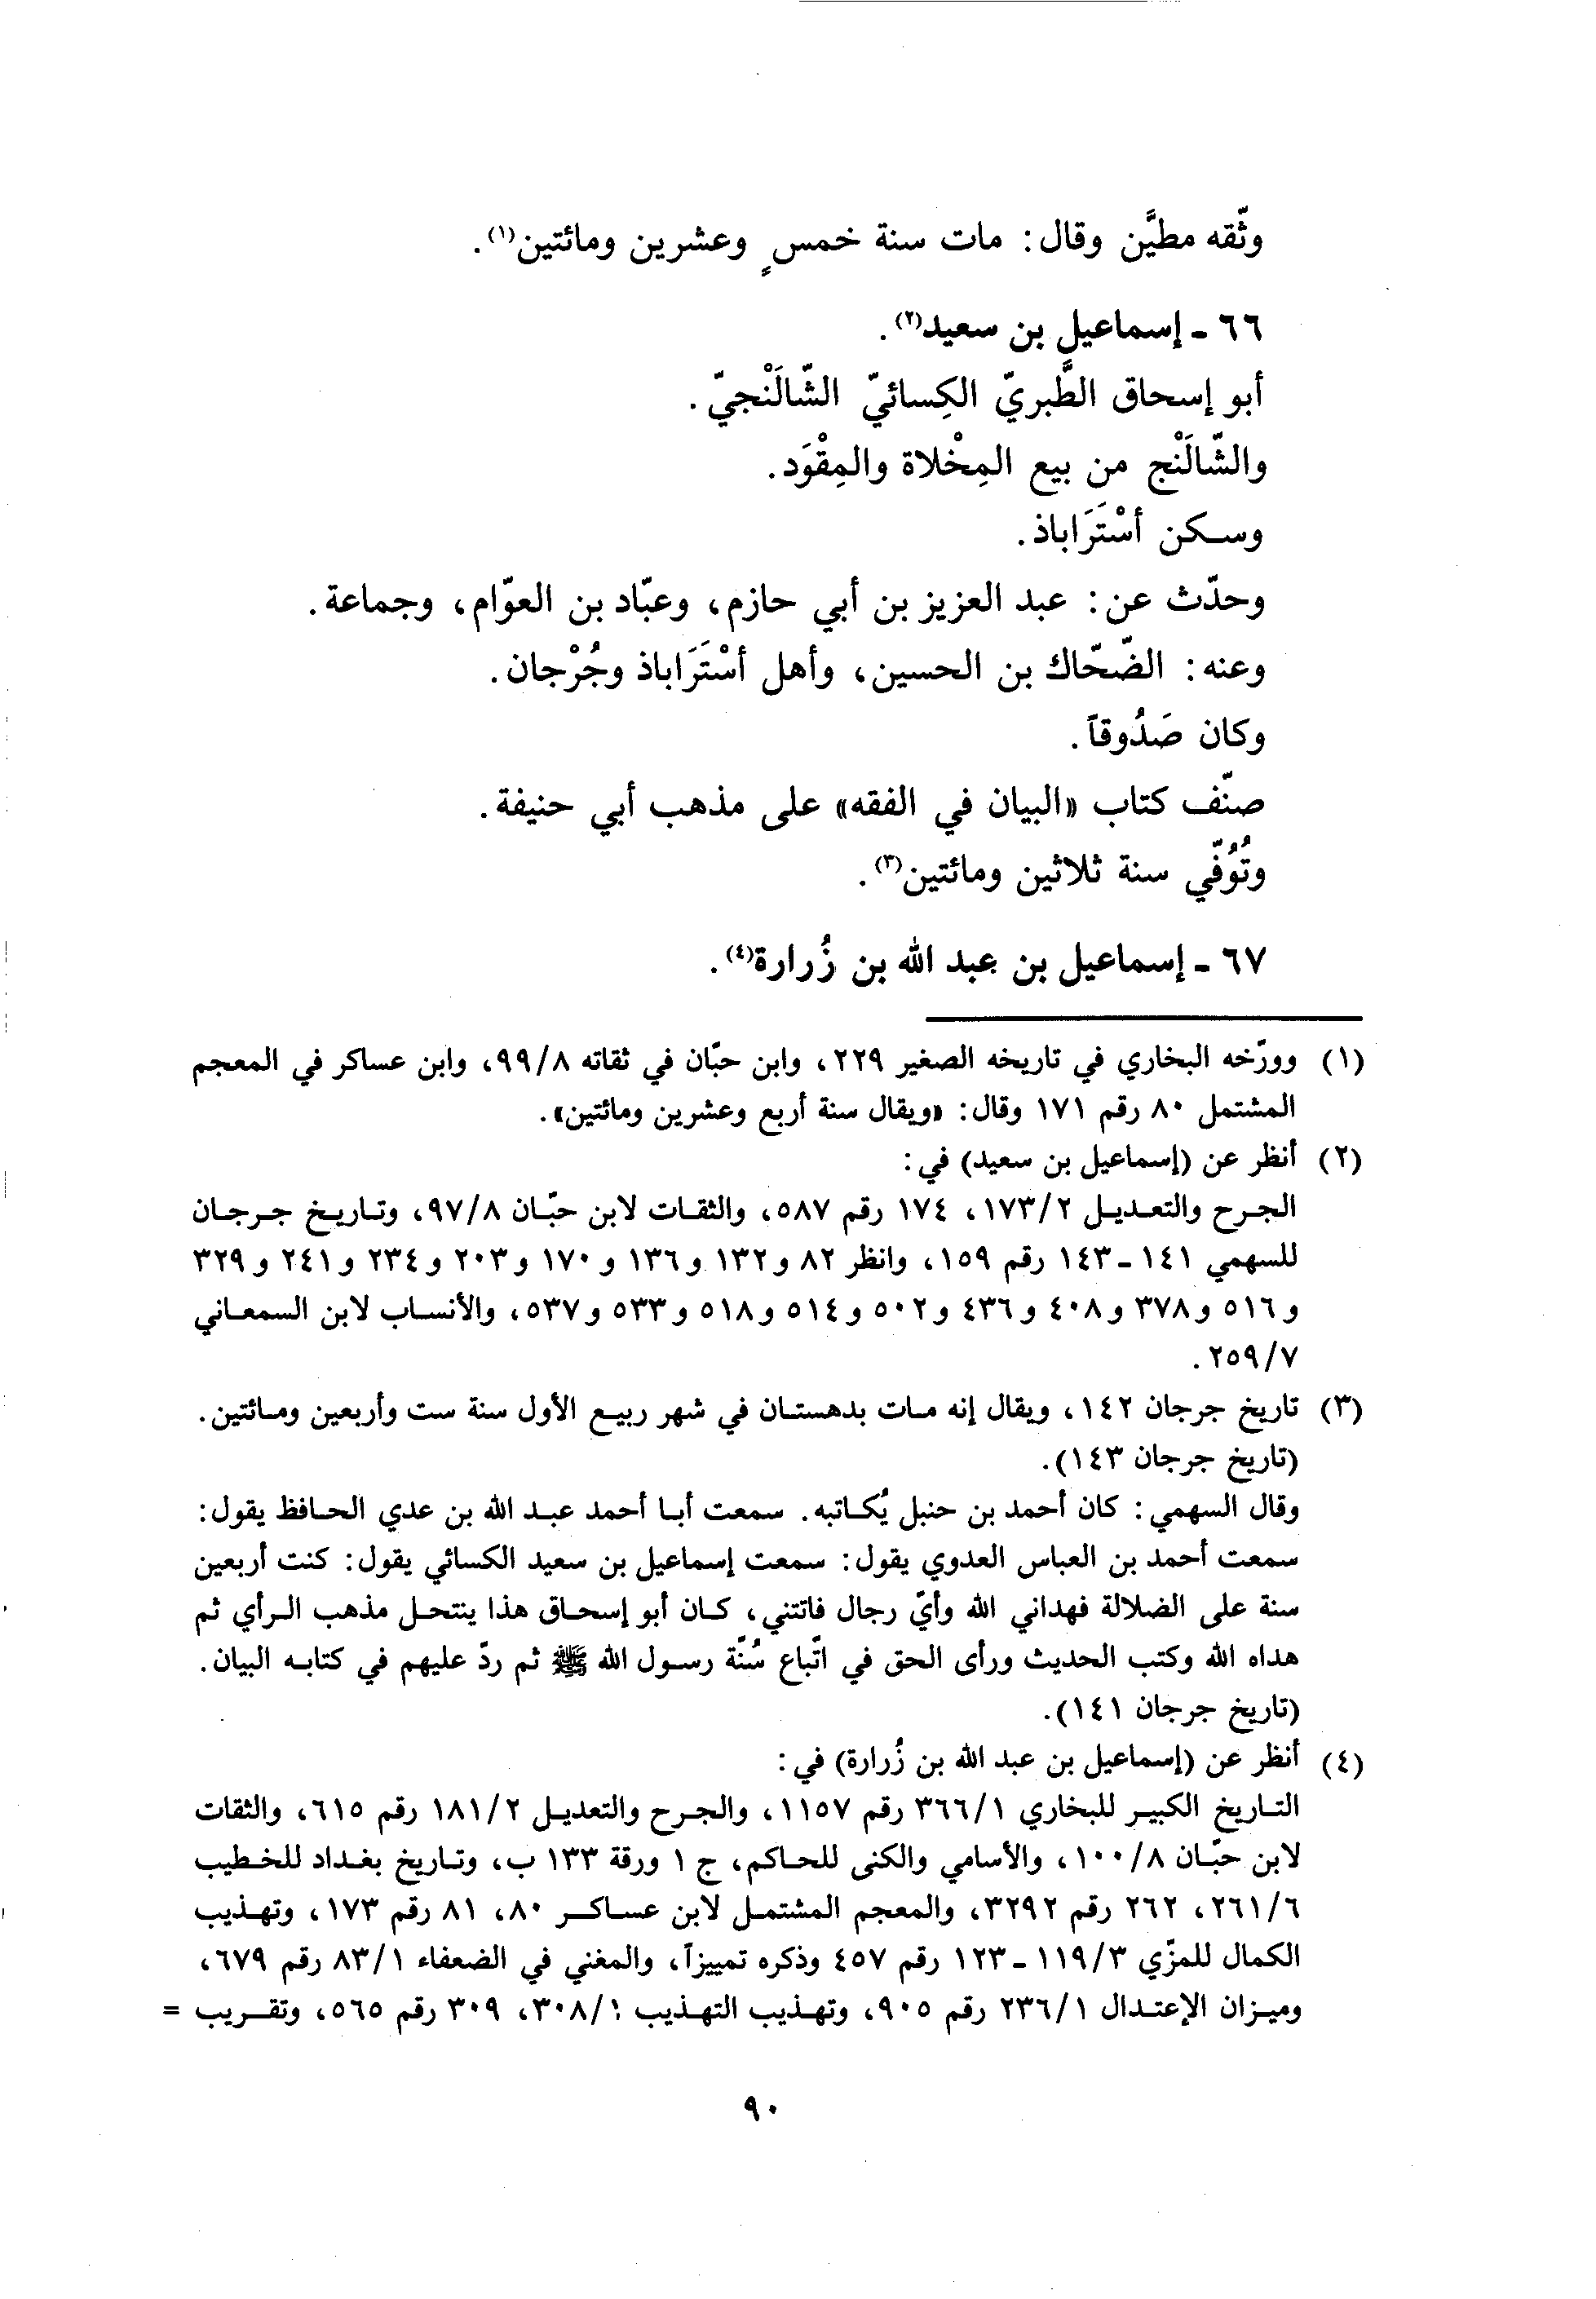 وثّقه مطيَّن وقال: مات سنة خمسٍ وعشرين ومائتين(١).
٦٦ ـ إسماعيل بن سعيد(٢).
أبو إسحاق الطَّبريّ الكِسائيّ الشّالَنْجيّ.
والشّالَنْج من بيع المِخْلاة والمِقْوَد.
وسكن أسْتَرَاباذ.
وحدّث عن: عبد العزيز بن أبي حازم، وعبّاد بن العوّام، وجماعة.
وعنه: الضّحّاك بن الحسين، وأهل أسْتَرَاباذ وجُرْجان.
وكان صَدُوقاً.
صنّف كتاب «البيان في الفقه» على مذهب أبي حنيفة.
وتُوُفّي سنة ثلاثين ومائتين(٣).
٦٧ ـ إسماعيل بن عبد الله بن زُرارة(٤).
(١) وورّخه البخاري في تاريخه الصغير ٢٢٩، وابن حبّان في ثقاته ٩٩/٨، وابن عساكر في المعجم
المشتمل ٨٠ رقم ١٧١ وقال: «ويقال سنة أربع وعشرين ومائتين».
(٢) أنظر عن (إسماعيل بن سعيد) في:
الجرح والتعديل ١٧٣/٢، ١٧٤ رقم ٥٨٧، والثقات لابن حبّان ٩٧/٨، وتاريخ جرجان
للسهمي ١٤١ ـ ١٤٣ رقم ١٥٩، وانظر ٨٢ و١٣٢ و١٣٦ و١٧٠ و٢٠٣ و٢٣٤ و٢٤١ و٣٢٩
و٥١٦ و٣٧٨ و٤٠٨ و٤٣٦ و٥٠٢ و٥١٤ و٥١٨ و٥٣٣ و٥٣٧، والأنساب لابن السمعاني
٢٥٩/٧.
(٣) تاريخ جرجان ١٤٢، ويقال إنه مات بدهستان في شهر ربيع الأول سنة ست وأربعين ومائتين.
(تاريخ جرجان ١٤٣).
وقال السهمي: كان أحمد بن حنبل يُكاتبه. سمعت أبا أحمد عبد الله بن عدي الحافظ يقول:
سمعت أحمد بن العباس العدوي يقول: سمعت إسماعيل بن سعيد الكسائي يقول: كنت أربعين
سنة على الضلالة فهداني الله وأيّ رجال فاتتني، كان أبو إسحاق هذا ينتحل مذهب الرأي ثم
هداه الله وكتب الحديث ورأى الحق في اتّباع سُنّة رسول الله ﷺ ثم ردّ عليهم في كتابه البيان.
(تاريخ جرجان ١٤١).
(٤) أنظر عن (إسماعيل بن عبد الله بن زُرارة) في:
التاريخ الكبير للبخاري ٣٦٦/١ رقم ١١٥٧، والجرح والتعديل ١٨١/٢ رقم ٦١٥، والثقات
لابن حبّان ١٠٠/٨، والأسامي والكنى للحاكم، ج ١ ورقة ١٣٣ ب، وتاريخ بغداد للخطيب
٢٦١/٦، ٢٦٢ رقم ٣٢٩٢، والمعجم المشتمل لابن عساكر ٨٠، ٨١ رقم ١٧٣، وتهذيب
الكمال للمزّي ١١٩/٣ ـ ١٢٣ رقم ٤٥٧ وذكره تمييزاً، والمغني في الضعفاء ٨٣/١ رقم ٦٧٩،
وميزان الإعتدال ٢٣٦/١ رقم ٩٠٥، وتهذيب التهذيب ٣٠٨/١، ٣٠٩ رقم ٥٦٥، وتقريب =
٩٠